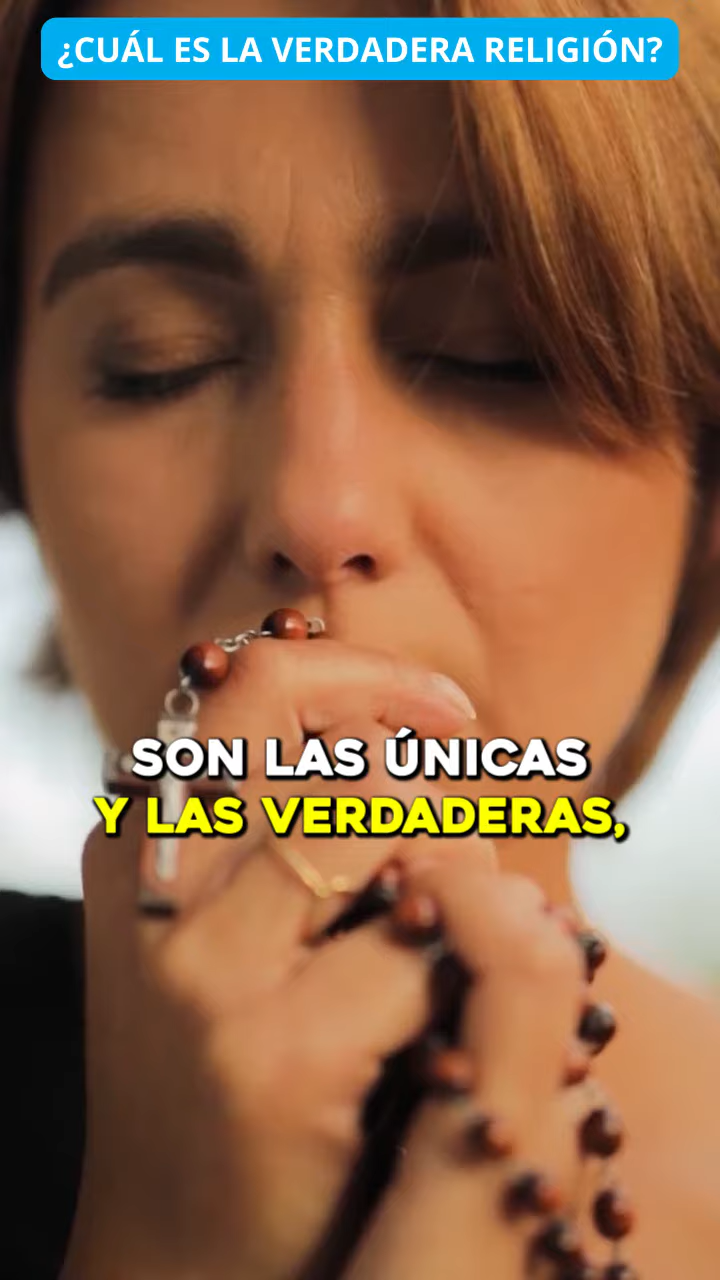 ¿CUÁL ES LA VERDADERA RELIGIÓN?
SON LAS ÚNICAS
Y LAS VERDADERAS,